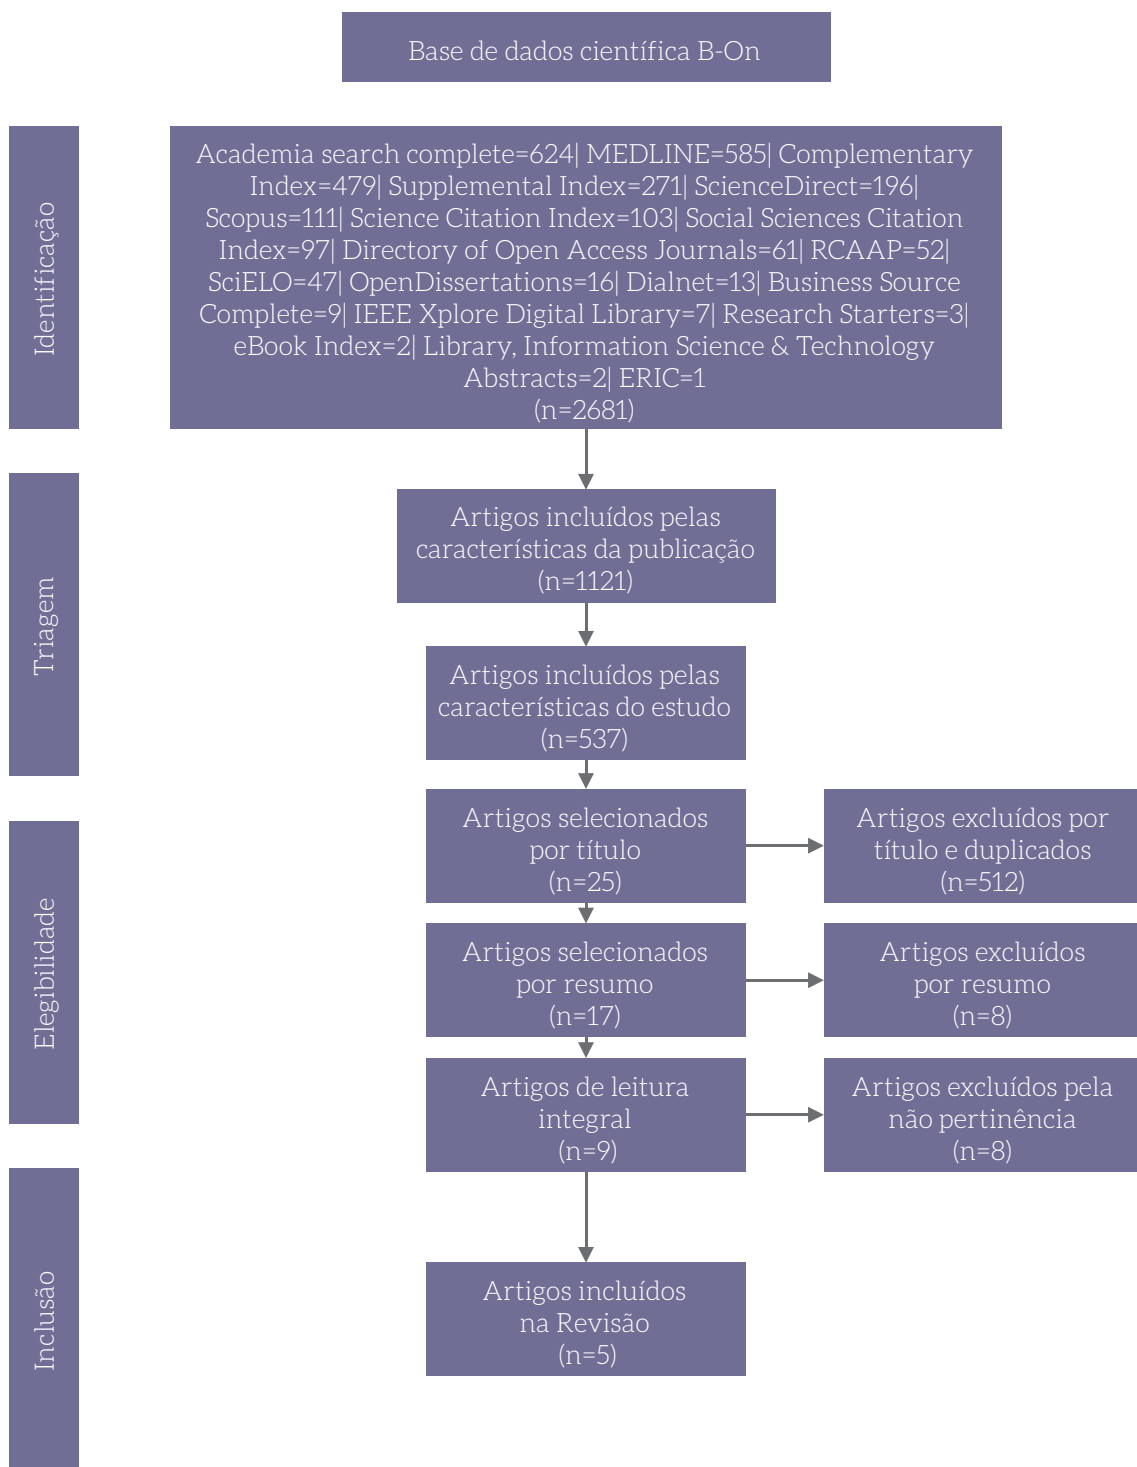 Base de dados científica B-On
Identificação
Academia search complete=624| MEDLINE=585| Complementary
Index=479| Supplemental Index=271| ScienceDirect=196|
Scopus=111| Science Citation Index=103| Social Sciences Citation
Index=97| Directory of Open Access Journals=61| RCAAP=52|
SciELO=47| OpenDissertations=16| Dialnet=13| Business Source
Complete=9| IEEE Xplore Digital Library=7| Research Starters=3|
eBook Index=2| Library, Information Science & Technology
Abstracts=2| ERIC=1
(n=2681)
Triagem
Artigos incluídos pelas
características da publicação
(n=1121)
Artigos incluídos pelas
características do estudo
(n=537)
Elegibilidade
Artigos selecionados
por título
(n=25)
Artigos excluídos por
título e duplicados
(n=512)
Artigos selecionados
por resumo
(n=17)
Artigos excluídos
por resumo
(n=8)
Artigos de leitura
integral
(n=9)
Artigos excluídos pela
não pertinência
(n=8)
Inclusão
Artigos incluídos
na Revisão
(n=5)